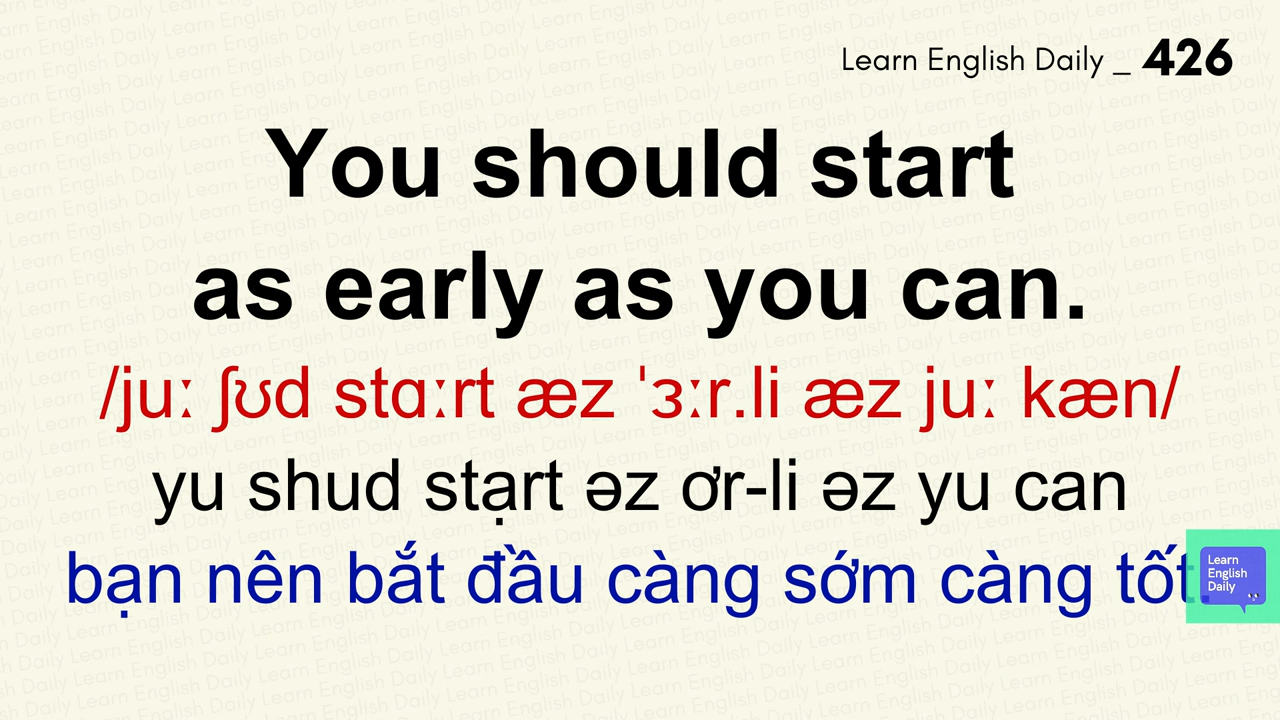 Learn English Daily _ 426
You should start
as early as you can.
/juː ʃʊd stɑːrt æz ˈɜːr.li æz juː kæn/
yu shud stạrt əz ơr-li əz yu can
bạn nên bắt đầu càng sớm càng tốt.
Learn
English
Daily